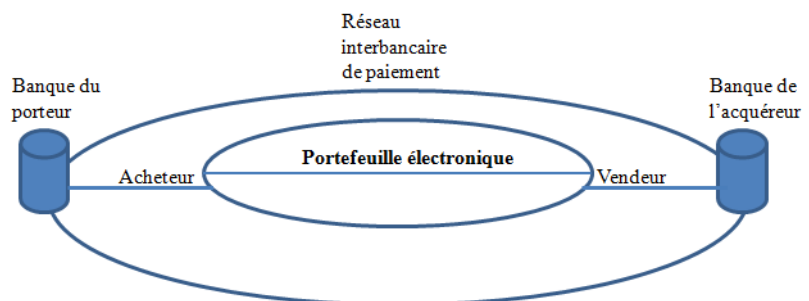 Réseau
interbancaire
de paiement
Banque du
porteur
Banque de
l'acquéreur
Portefeuille électronique
Acheteur
Vendeur